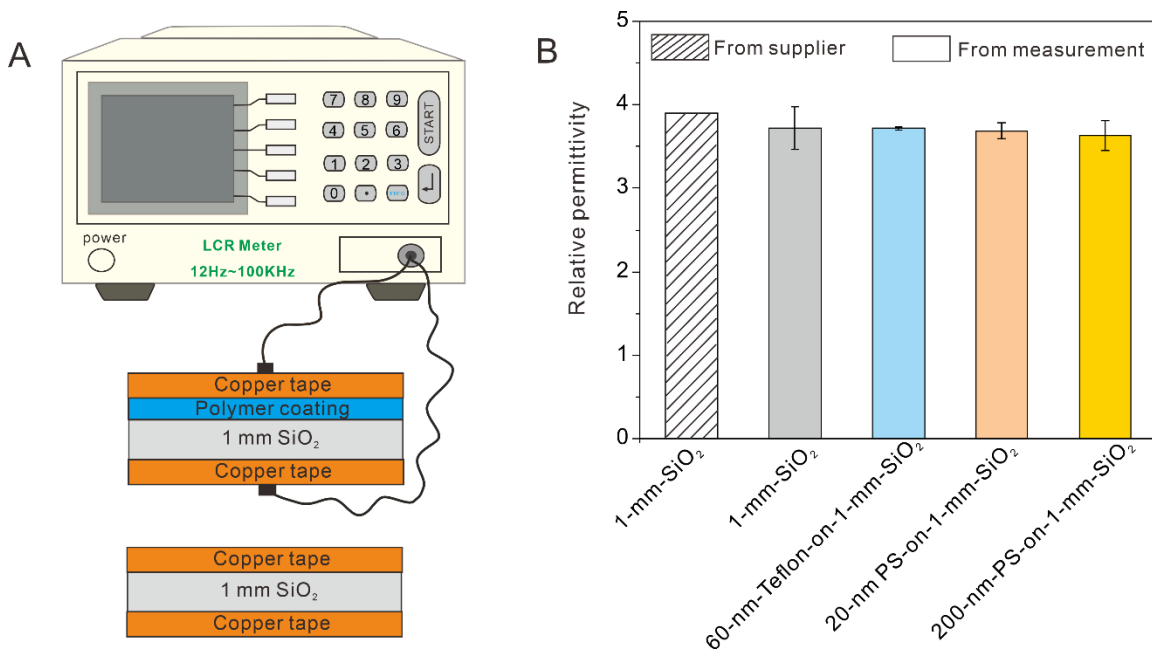 A
7 8 9
START
4 5 6
1 2 3
0 •
power
LCR Meter
12Hz~100KHz
Copper tape
Polymer coating
1 mm SiO₂
Copper tape
Copper tape
1 mm SiO₂
Copper tape
B
Relative permittivity
5
4
3
2
1
0
From supplier
From measurement
1-mm-SiO₂
1-mm-SiO₂
60-nm-Teflon-on-1-mm-SiO₂
20-nm PS-on-1-mm-SiO₂
200-nm-PS-on-1-mm-SiO₂